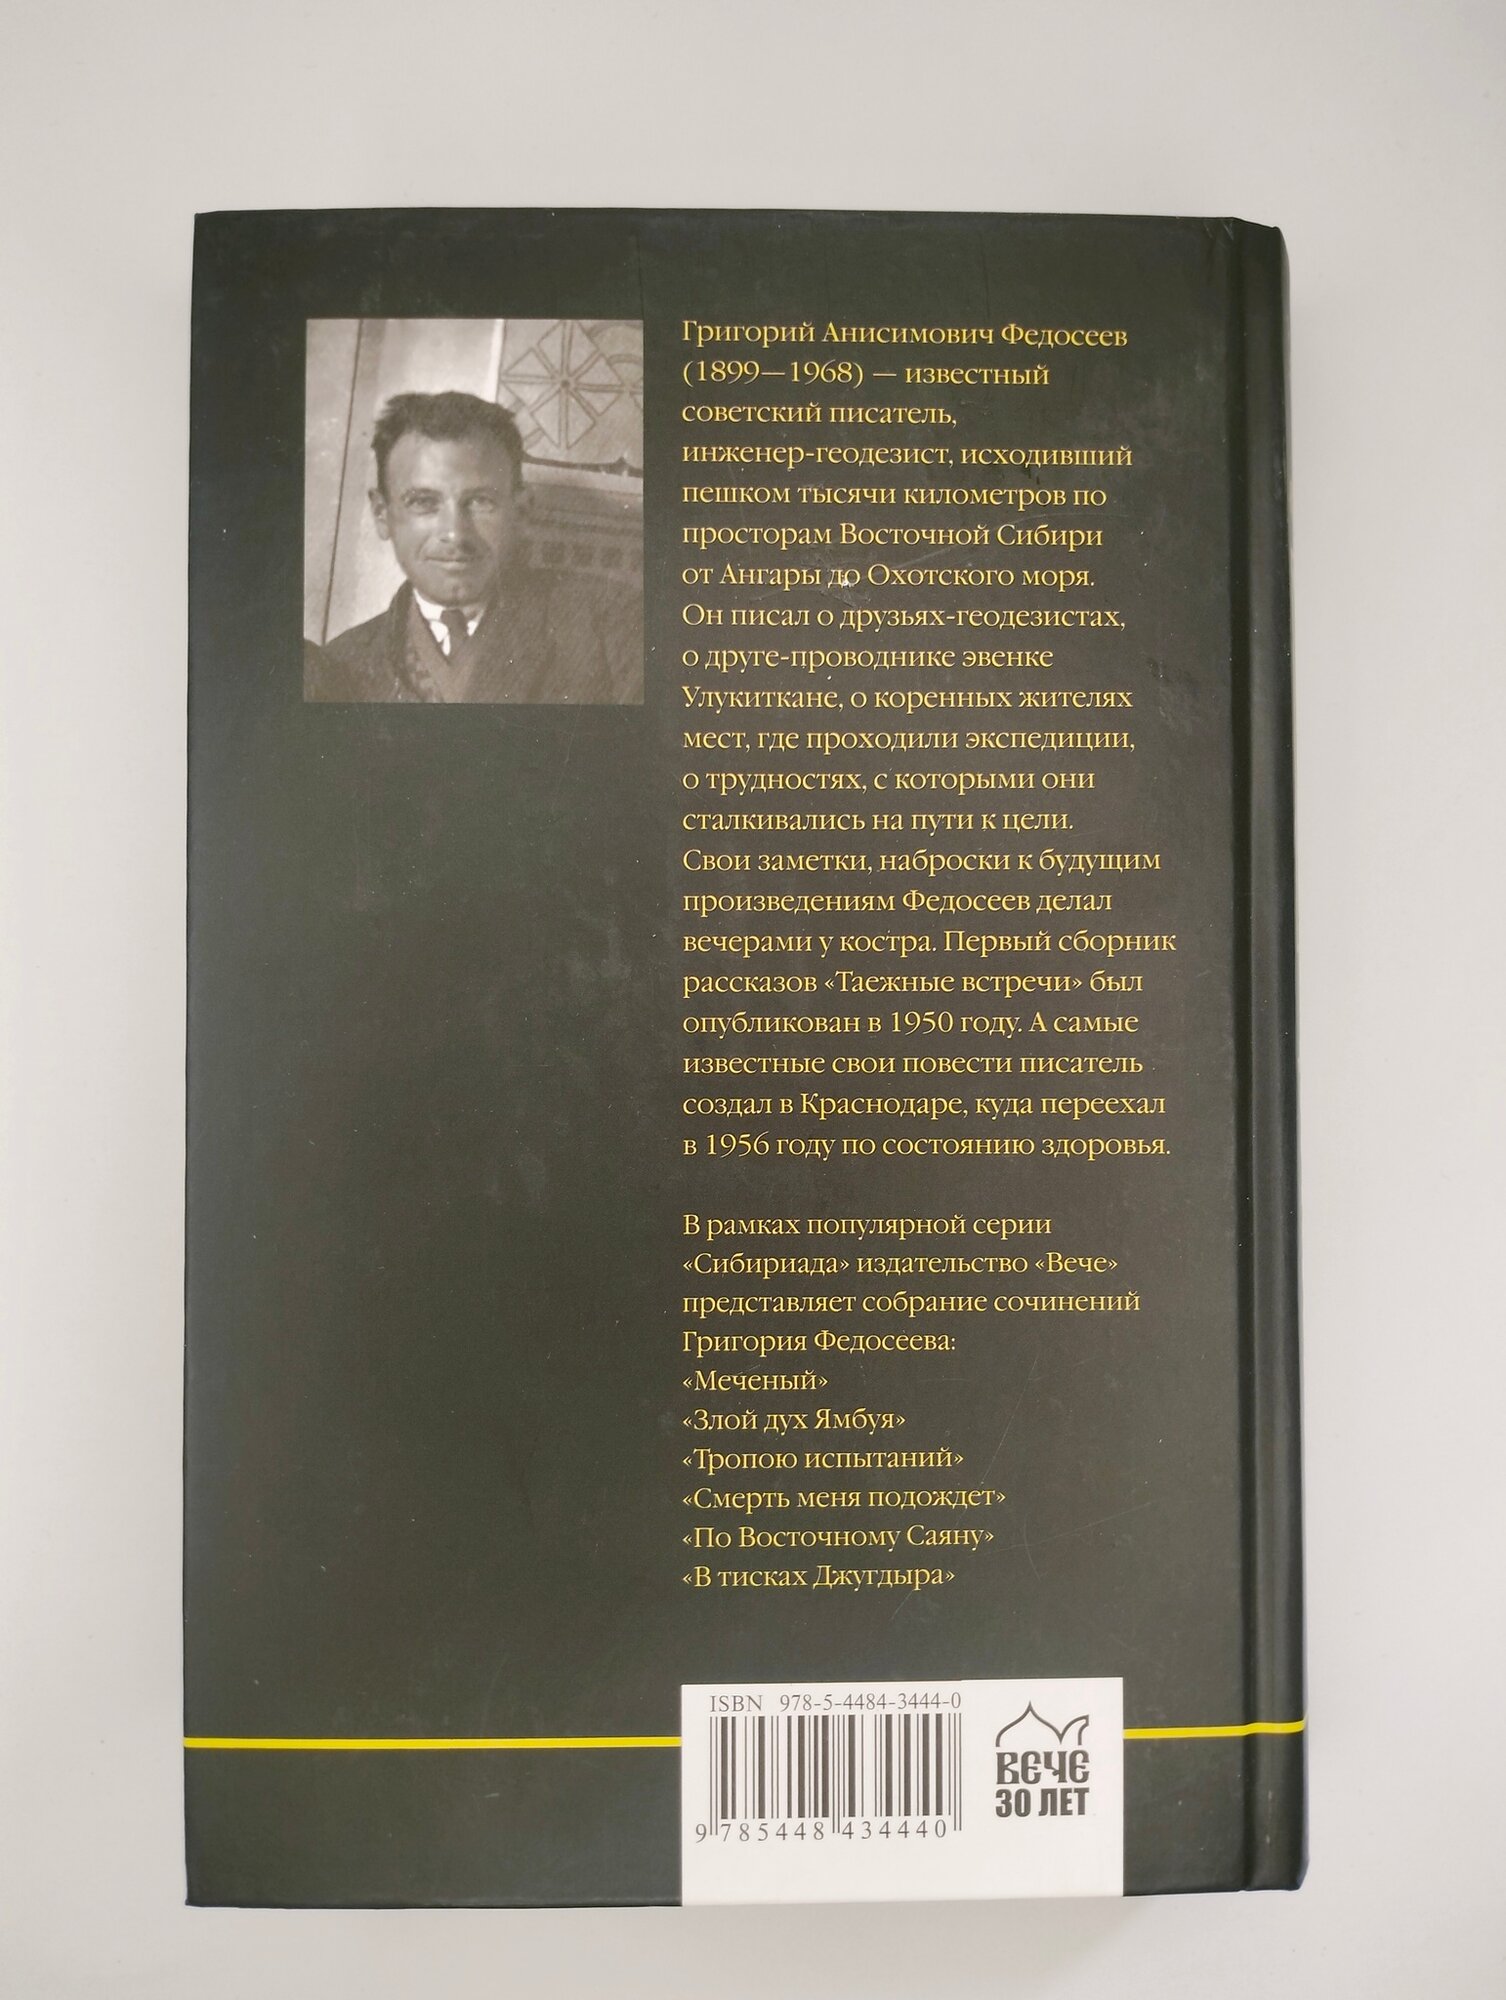 Григорий Анисимович Федосеев
(1899—1968) — известный
советский писатель,
инженер-геодезист, исходивший
пешком тысячи километров по
просторам Восточной Сибири
от Ангары до Охотского моря.
Он писал о друзьях-геодезистах,
о друге-проводнике эвенке
Улукиткане, о коренных жителях
мест, где проходили экспедиции,
о трудностях, с которыми они
сталкивались на пути к цели.
Свои заметки, наброски к будущим
произведениям Федосеев делал
вечерами у костра. Первый сборник
рассказов «Таежные встречи» был
опубликован в 1950 году. А самые
известные свои повести писатель
создал в Краснодаре, куда переехал
в 1956 году по состоянию здоровья.
В рамках популярной серии
«Сибириада» издательство «Вече»
представляет собрание сочинений
Григория Федосеева:
«Меченый»
«Злой дух Ямбуя»
«Тропою испытаний»
«Смерть меня подождет»
«По Восточному Саяну»
«В тисках Джугдыра»
ISBN 978-5-4484-3444-0
9 785448 434440
ВЕЧЕ
30 ЛЕТ